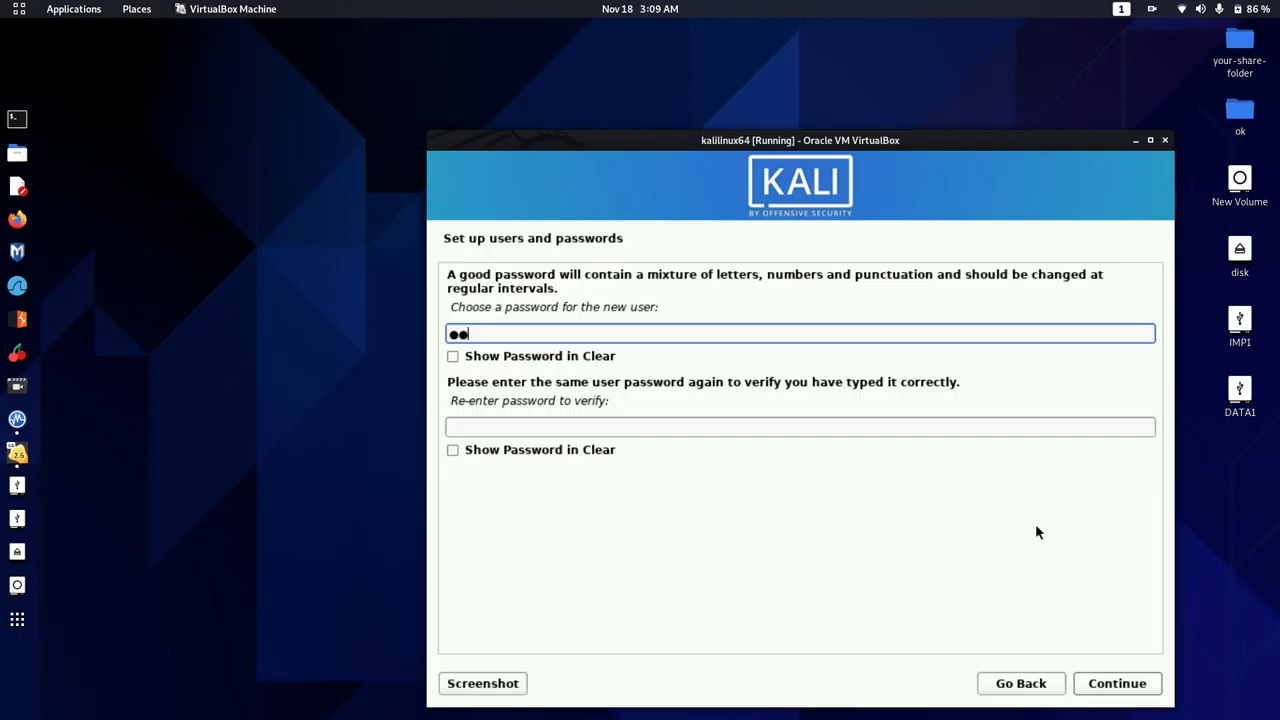 Applications Places VirtualBox Machine Nov 18 3:09 AM 1 86 %
your-share-
folder
ok
New Volume
disk
IMP1
DATA1
kalilinux64 [Running] - Oracle VM VirtualBox
KALI
BY OFFENSIVE SECURITY
Set up users and passwords
A good password will contain a mixture of letters, numbers and punctuation and should be changed at
regular intervals.
Choose a password for the new user:
●●
Show Password in Clear
Please enter the same user password again to verify you have typed it correctly.
Re-enter password to verify:
Show Password in Clear
Screenshot Go Back Continue
2.6